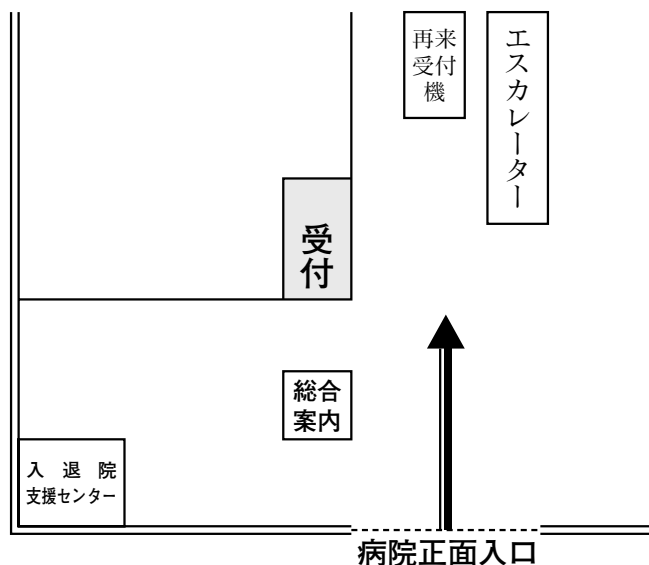 再来
受付
機
エスカレーター
受付
総合
案内
入退院
支援センター
病院正面入口